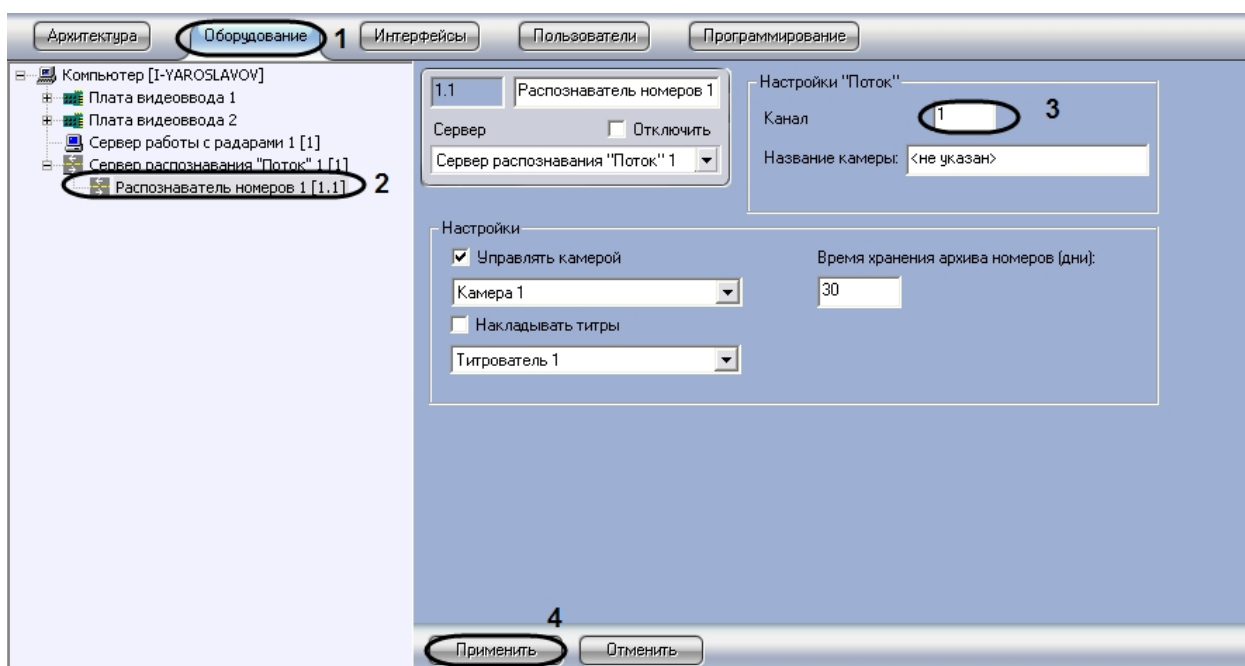 Архитектура Оборудование 1 Интерфейсы Пользователи Программирование
Компьютер [I-YAROSLAVOV]
Плата видеоввода 1
Плата видеоввода 2
Сервер работы с радарами 1 [1]
Сервер распознавания "Поток" 1 [1]
Распознаватель номеров 1 [1.1] 2
1.1 Распознаватель номеров 1
Сервер Отключить
Сервер распознавания "Поток" 1
Настройки "Поток"
Канал 1 3
Название камеры: <не указан>
Настройки
Управлять камерой
Камера 1
Накладывать титры
Титрователь 1
Время хранения архива номеров (дни):
30
4
Применить Отменить